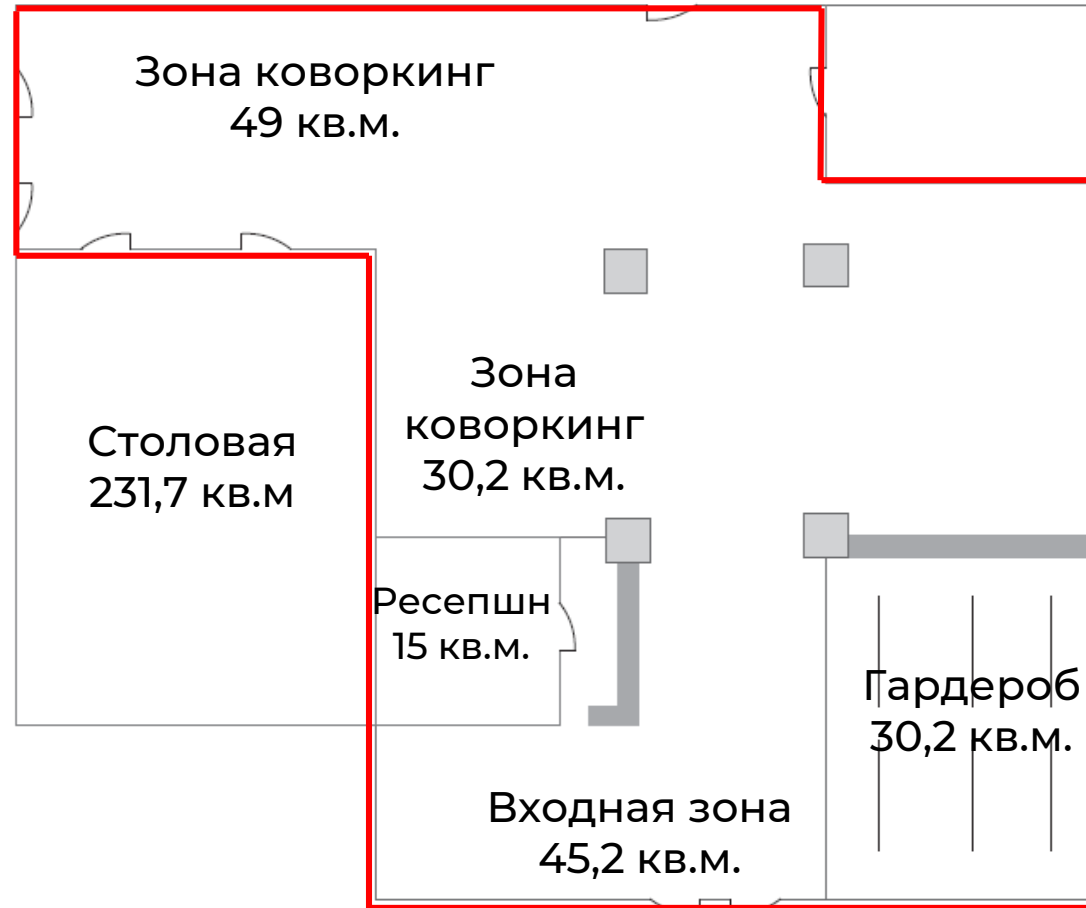 Зона коворкинг
49 кв.м.
Зона
коворкинг
30,2 кв.м.
Столовая
231,7 кв.м
Ресепшн
15 кв.м.
Гардероб
30,2 кв.м.
Входная зона
45,2 кв.м.